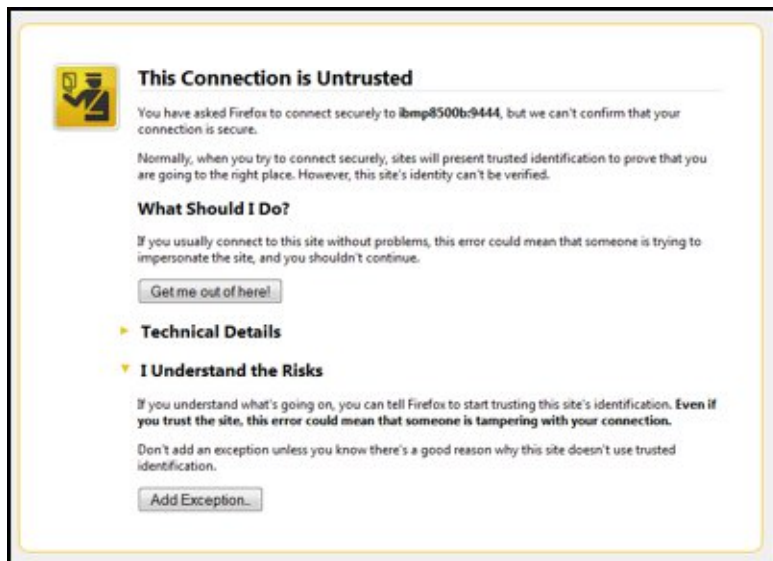 This Connection is Untrusted
You have asked Firefox to connect securely to ibmp8500b:9444, but we can't confirm that your
connection is secure.
Normally, when you try to connect securely, sites will present trusted identification to prove that you
are going to the right place. However, this site's identity can't be verified.
What Should I Do?
If you usually connect to this site without problems, this error could mean that someone is trying to
impersonate the site, and you shouldn't continue.
Get me out of here!
Technical Details
I Understand the Risks
If you understand what's going on, you can tell Firefox to start trusting this site's identification. Even if
you trust the site, this error could mean that someone is tampering with your connection.
Don't add an exception unless you know there's a good reason why this site doesn't use trusted
identification.
Add Exception..